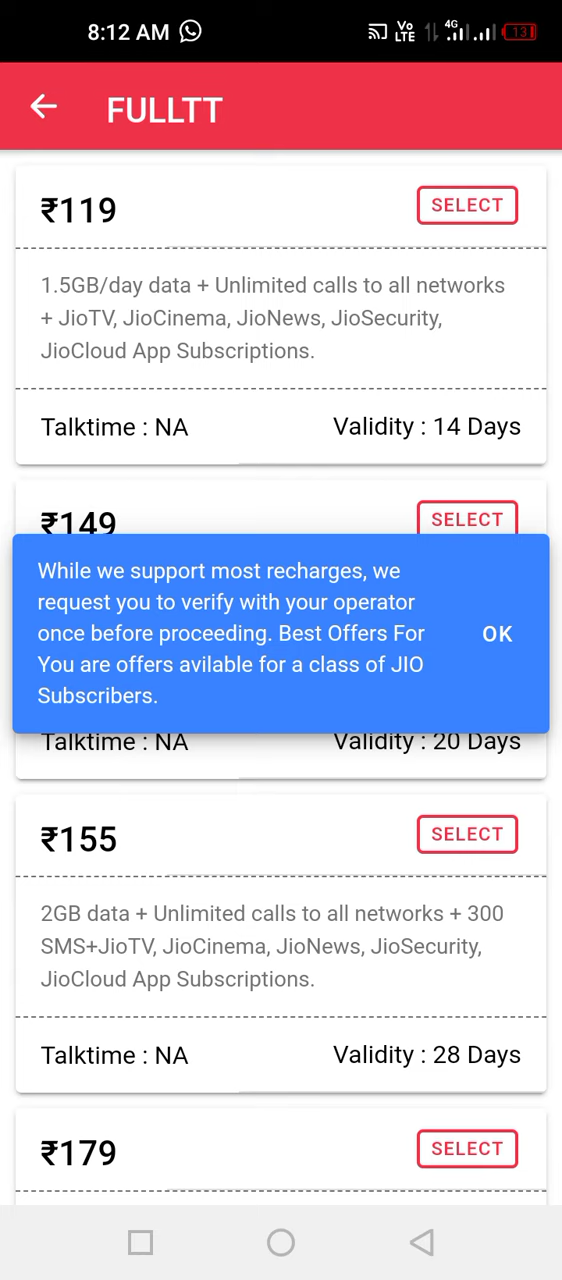 8:12 AM
Vo
LTE
4G
13
FULLTT
₹119
SELECT
1.5GB/day data + Unlimited calls to all networks
+ JioTV, JioCinema, JioNews, JioSecurity,
JioCloud App Subscriptions.
Talktime : NA
Validity : 14 Days
₹149
SELECT
While we support most recharges, we
request you to verify with your operator
once before proceeding. Best Offers For
You are offers avilable for a class of JIO
Subscribers.
OK
Talktime : NA
Validity : 20 Days
₹155
SELECT
2GB data + Unlimited calls to all networks + 300
SMS+JioTV, JioCinema, JioNews, JioSecurity,
JioCloud App Subscriptions.
Talktime : NA
Validity : 28 Days
₹179
SELECT